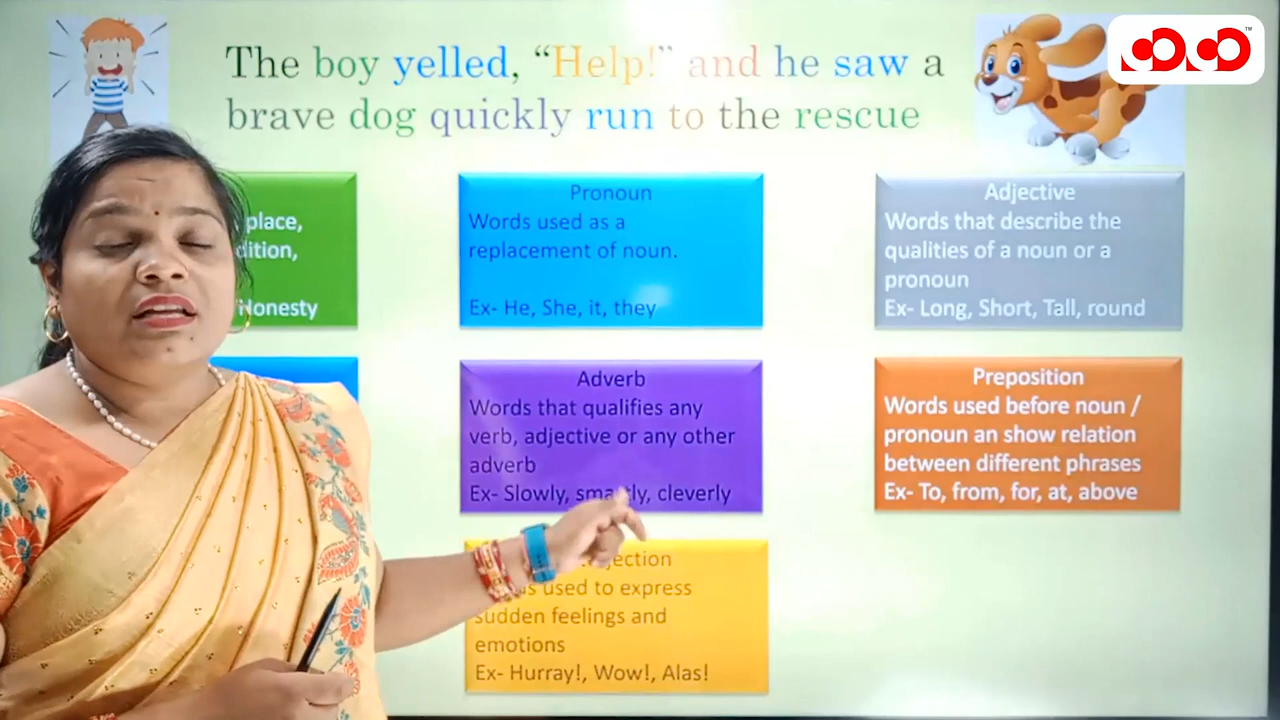 The boy yelled, “Help!” and he saw a
brave dog quickly run to the rescue
place,
Honesty
Pronoun
Words used as a
replacement of noun.
Ex- He, She, it, they
Adjective
Words that describe the
qualities of a noun or a
pronoun
Ex- Long, Short, Tall, round
Adverb
Words that qualifies any
verb, adjective or any other
adverb
Ex- Slowly, smartly, cleverly
Preposition
Words used before noun /
pronoun an show relation
between different phrases
Ex- To, from, for, at, above
used to express
sudden feelings and
emotions
Ex- Hurray!, Wow!, Alas!
TM